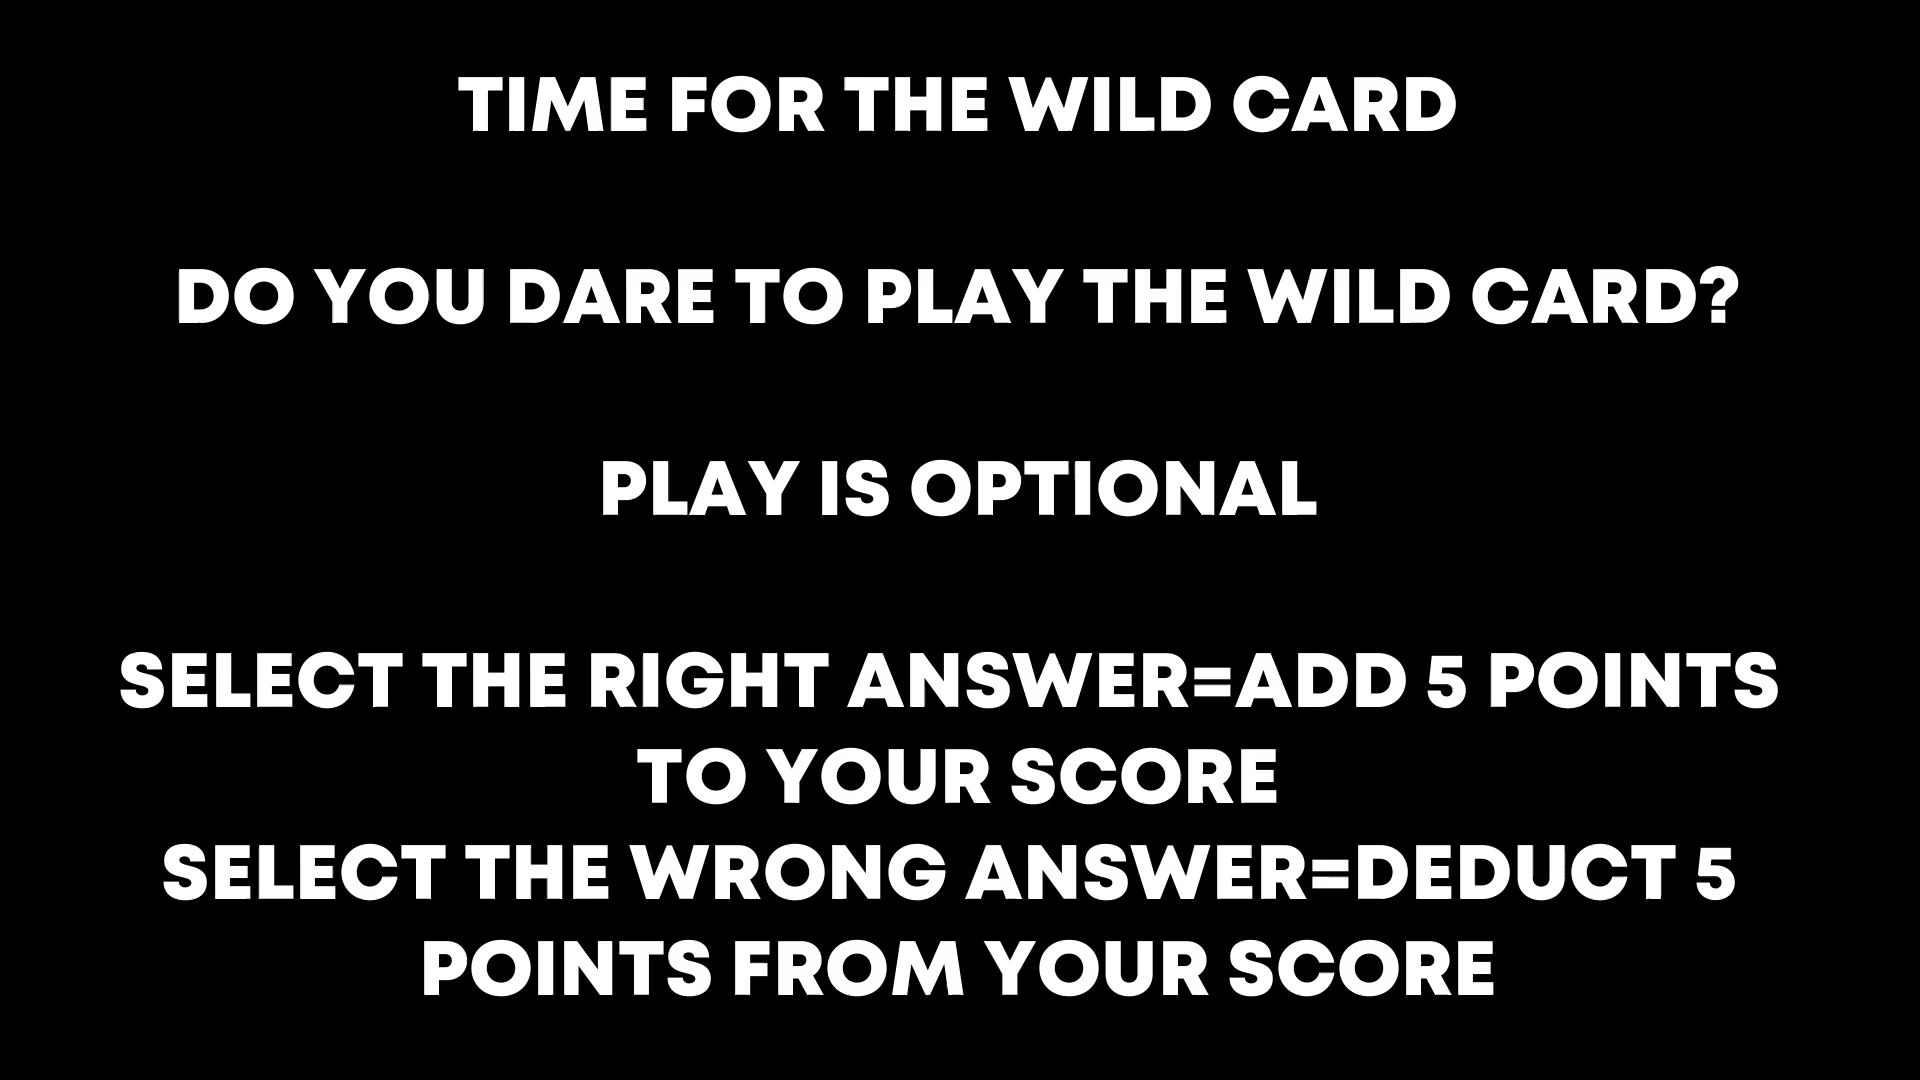 TIME FOR THE WILD CARD
DO YOU DARE TO PLAY THE WILD CARD?
PLAY IS OPTIONAL
SELECT THE RIGHT ANSWER=ADD 5 POINTS
TO YOUR SCORE
SELECT THE WRONG ANSWER=DEDUCT 5
POINTS FROM YOUR SCORE